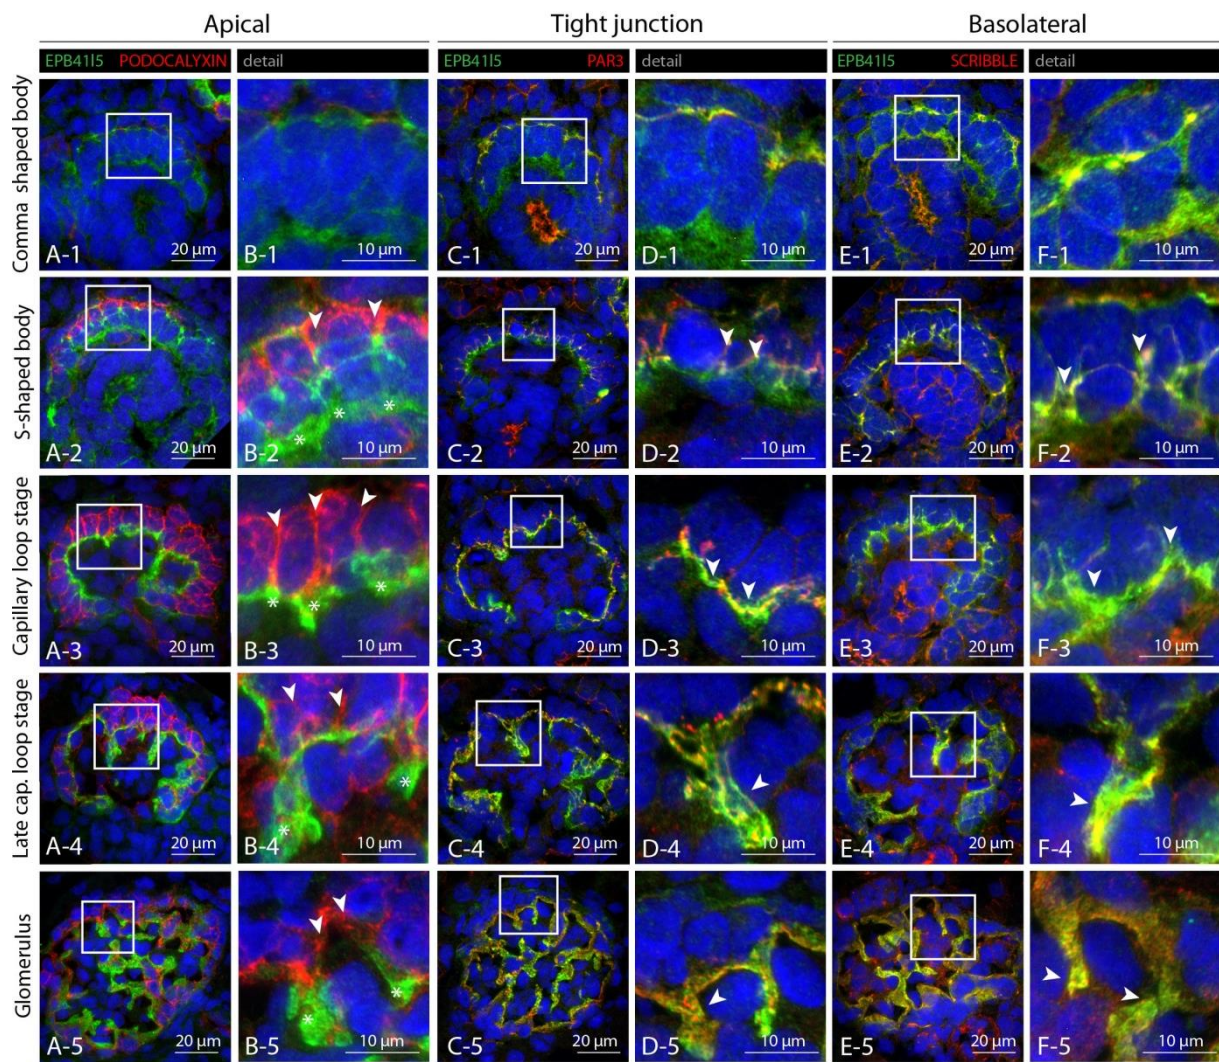 Apical Tight junction Basolateral
EPB41l5 PODOCALYXIN detail EPB41l5 PAR3 detail EPB41l5 SCRIBBLE detail
Comma shaped body
A-1 20 µm B-1 10 µm C-1 20 µm D-1 10 µm E-1 20 µm F-1 10 µm
S-shaped body
A-2 20 µm B-2 10 µm C-2 20 µm D-2 10 µm E-2 20 µm F-2 10 µm
Capillary loop stage
A-3 20 µm B-3 10 µm C-3 20 µm D-3 10 µm E-3 20 µm F-3 10 µm
Late cap. loop stage
A-4 20 µm B-4 10 µm C-4 20 µm D-4 10 µm E-4 20 µm F-4 10 µm
Glomerulus
A-5 20 µm B-5 10 µm C-5 20 µm D-5 10 µm E-5 20 µm F-5 10 µm